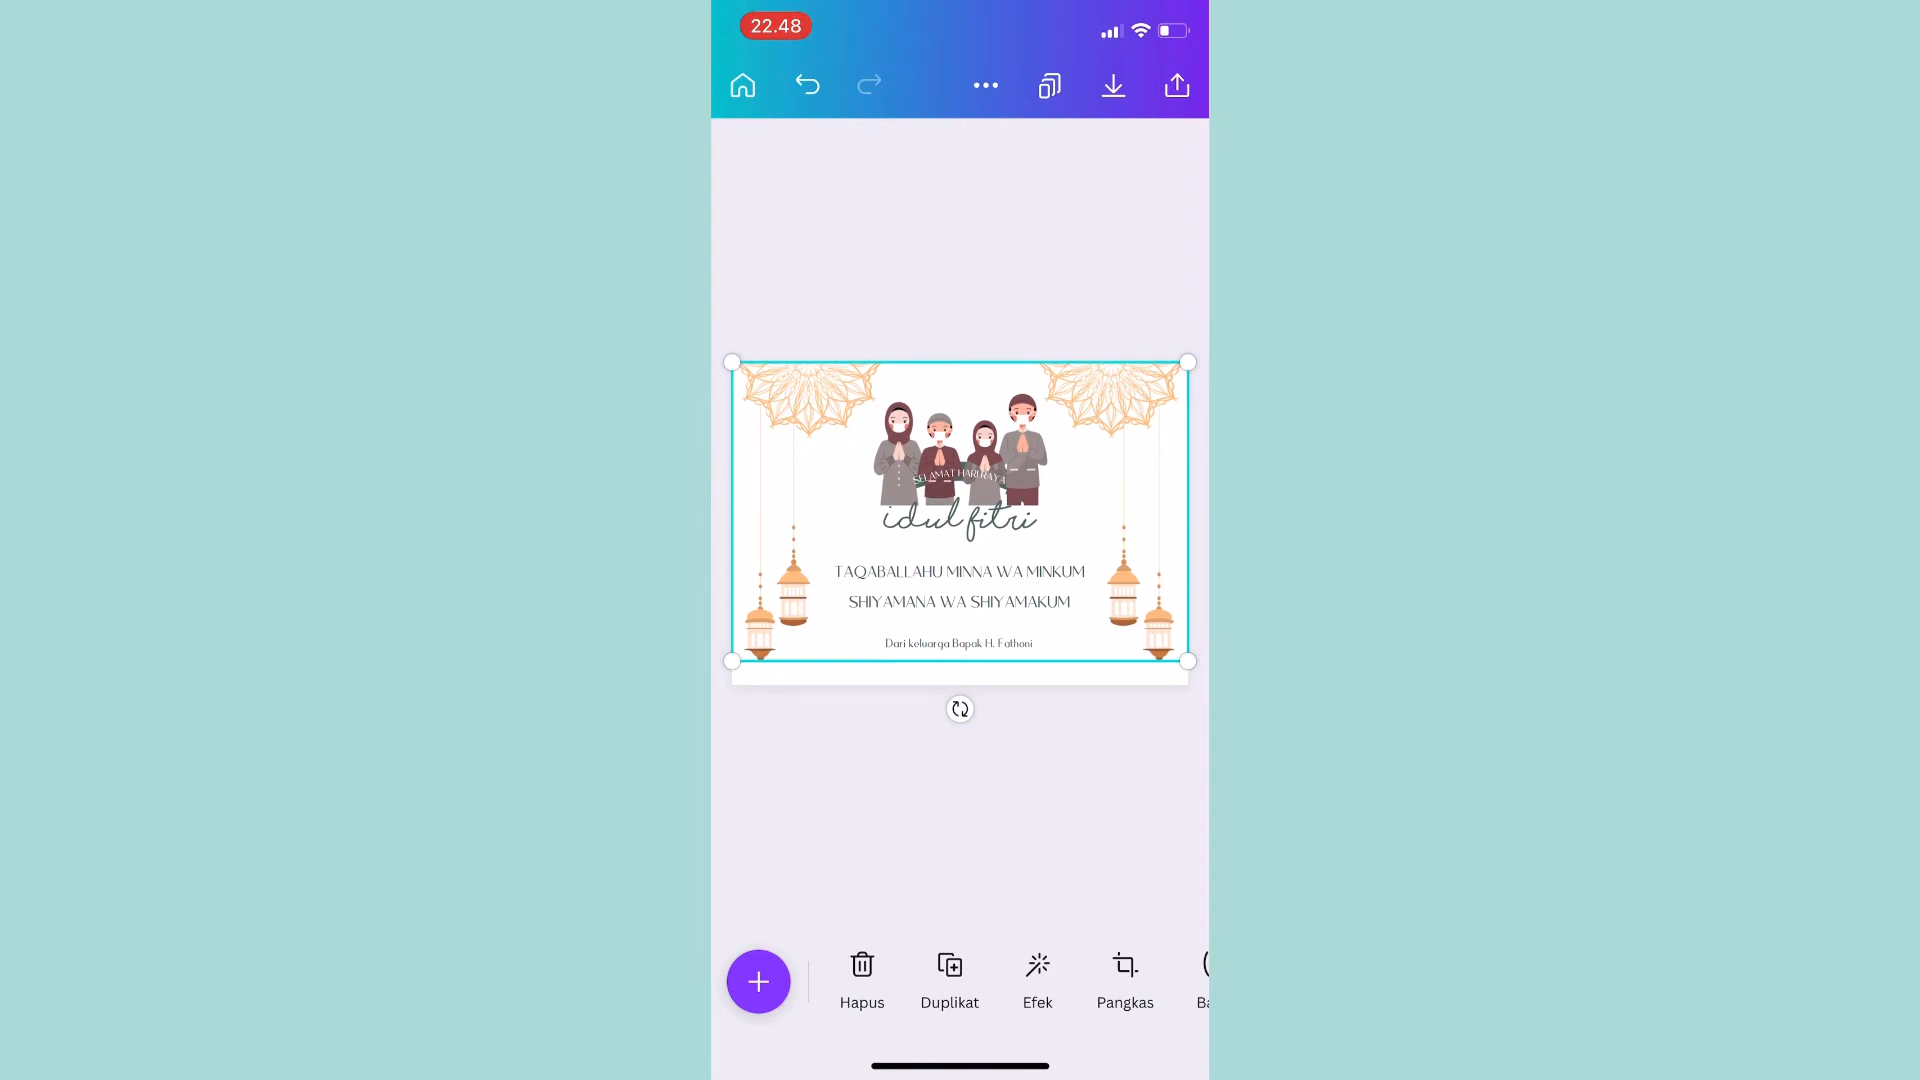 22.48
SELAMAT HARI RAYA
idul fitri
TAQABALLAHU MINNA WA MINKUM
SHIYAMANA WA SHIYAMAKUM
Dari keluarga Bapak H. Fathoni
Hapus
Duplikat
Efek
Pangkas